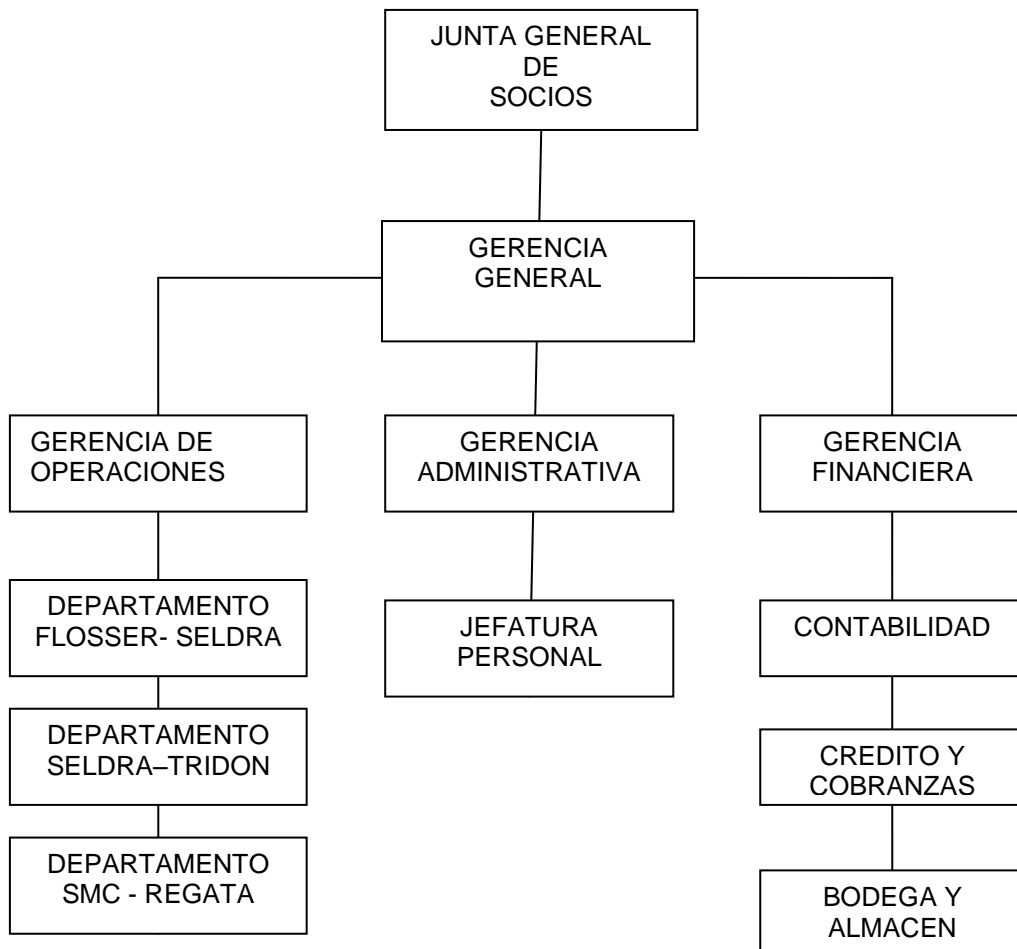 JUNTA GENERAL
DE
SOCIOS
GERENCIA
GENERAL
GERENCIA DE
OPERACIONES
GERENCIA
ADMINISTRATIVA
GERENCIA
FINANCIERA
DEPARTAMENTO
FLOSSER- SELDRA
JEFATURA
PERSONAL
CONTABILIDAD
DEPARTAMENTO
SELDRA–TRIDON
CREDITO Y
COBRANZAS
DEPARTAMENTO
SMC - REGATA
BODEGA Y
ALMACEN